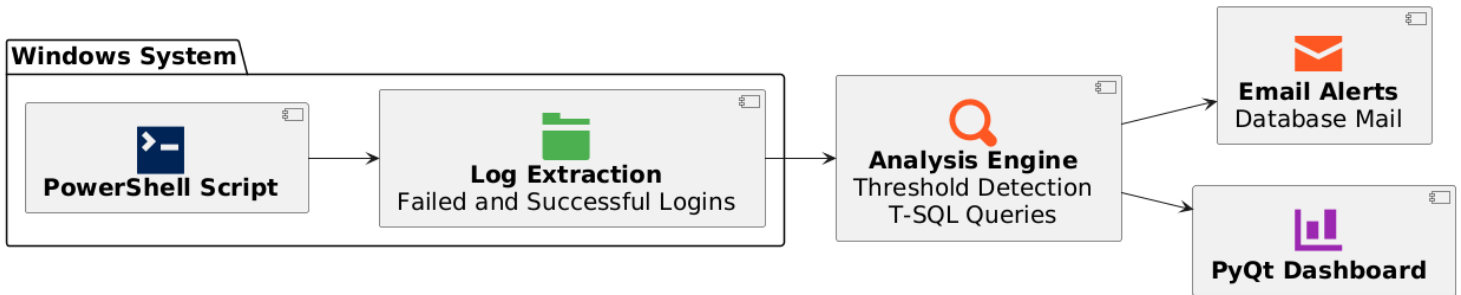 Windows System
PowerShell Script
Log Extraction
Failed and Successful Logins
Analysis Engine
Threshold Detection
T-SQL Queries
Email Alerts
Database Mail
PyQt Dashboard